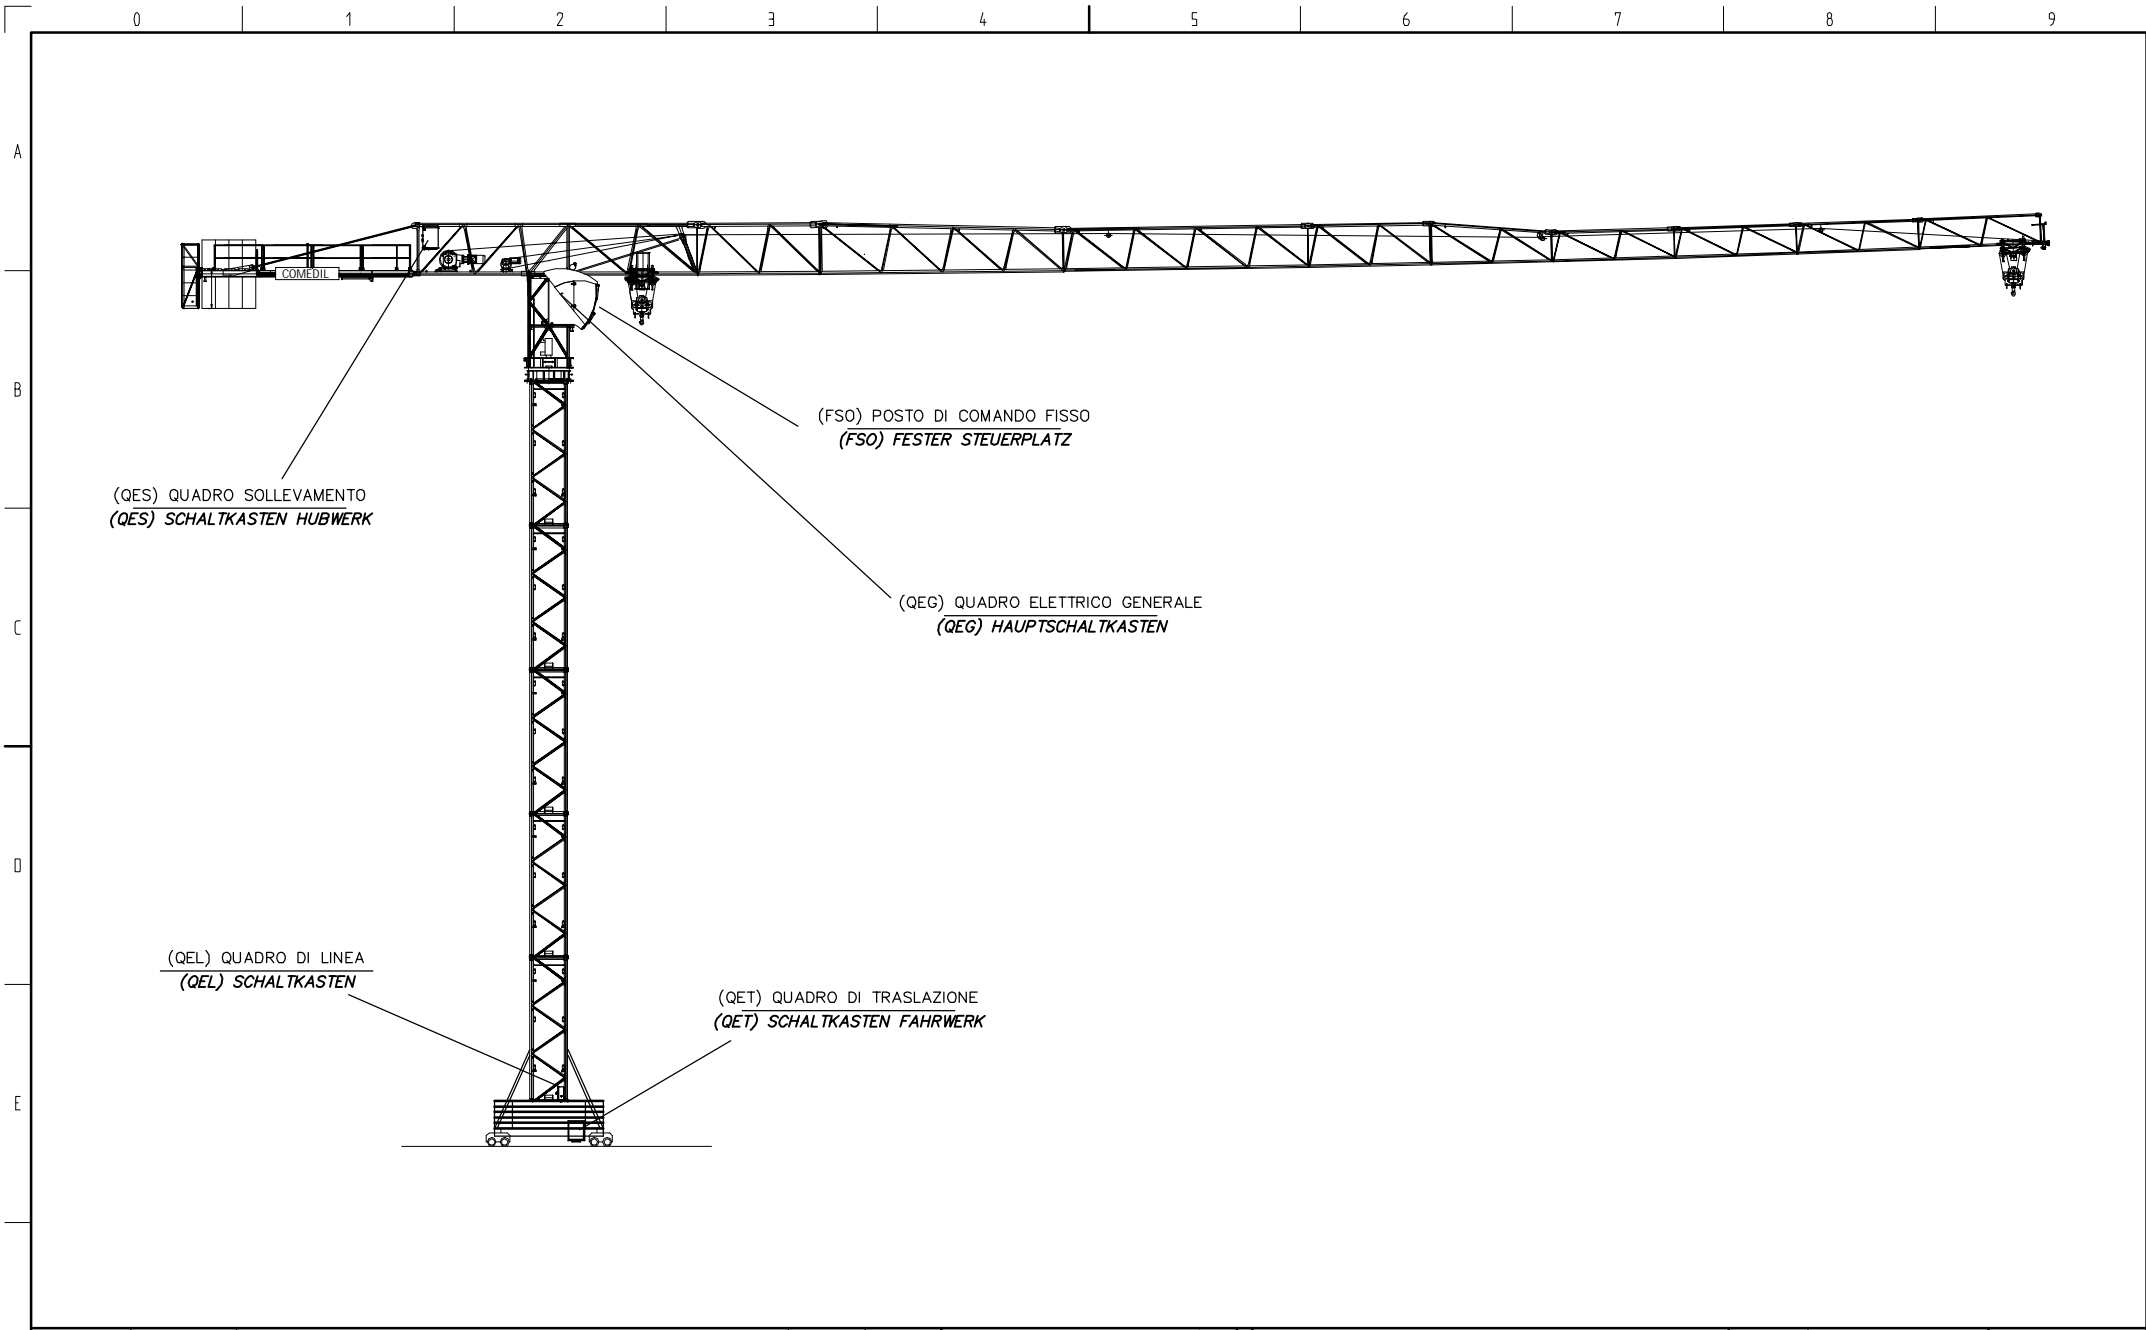 0 1 2 3 4 5 6 7 8 9
A
COMEDIL
B
(FSO) POSTO DI COMANDO FISSO
(FSO) FESTER STEUERPLATZ
(QES) QUADRO SOLLEVAMENTO
(QES) SCHALTKASTEN HUBWERK
(QEG) QUADRO ELETTRICO GENERALE
(QEG) HAUPTSCHALTKASTEN
C
D
(QEL) QUADRO DI LINEA
(QEL) SCHALTKASTEN
(QET) QUADRO DI TRASLAZIONE
(QET) SCHALTKASTEN FAHRWERK
E